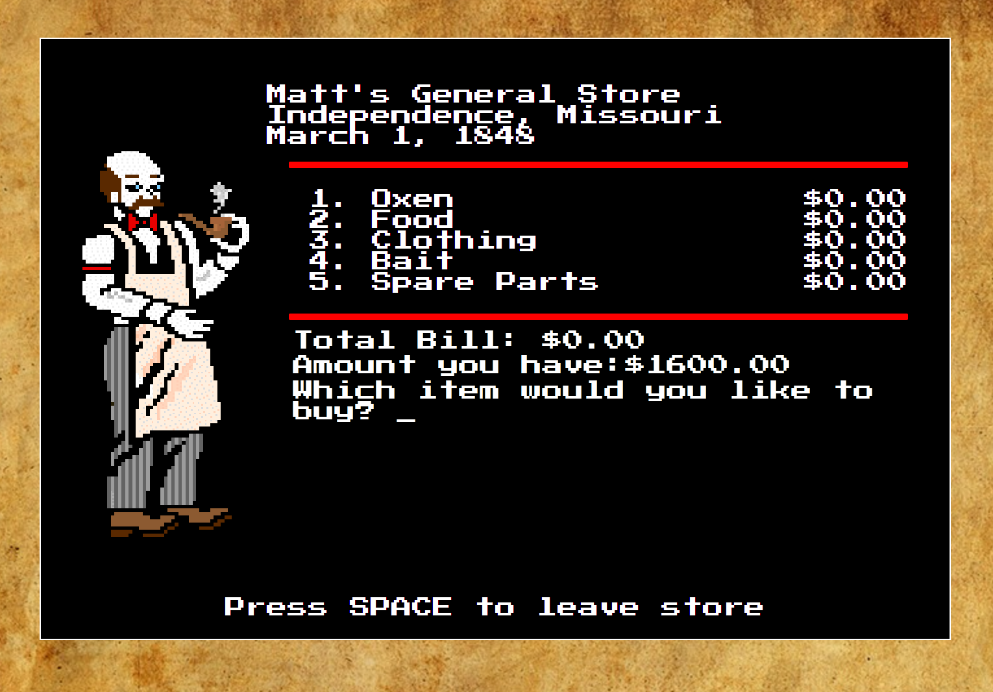 Matt's General Store
Independence, Missouri
March 1, 1848
1. Oxen $0.00
2. Food $0.00
3. Clothing $0.00
4. Bait $0.00
5. Spare Parts $0.00
Total Bill: $0.00
Amount you have:$1600.00
Which item would you like to
buy? _
Press SPACE to leave store